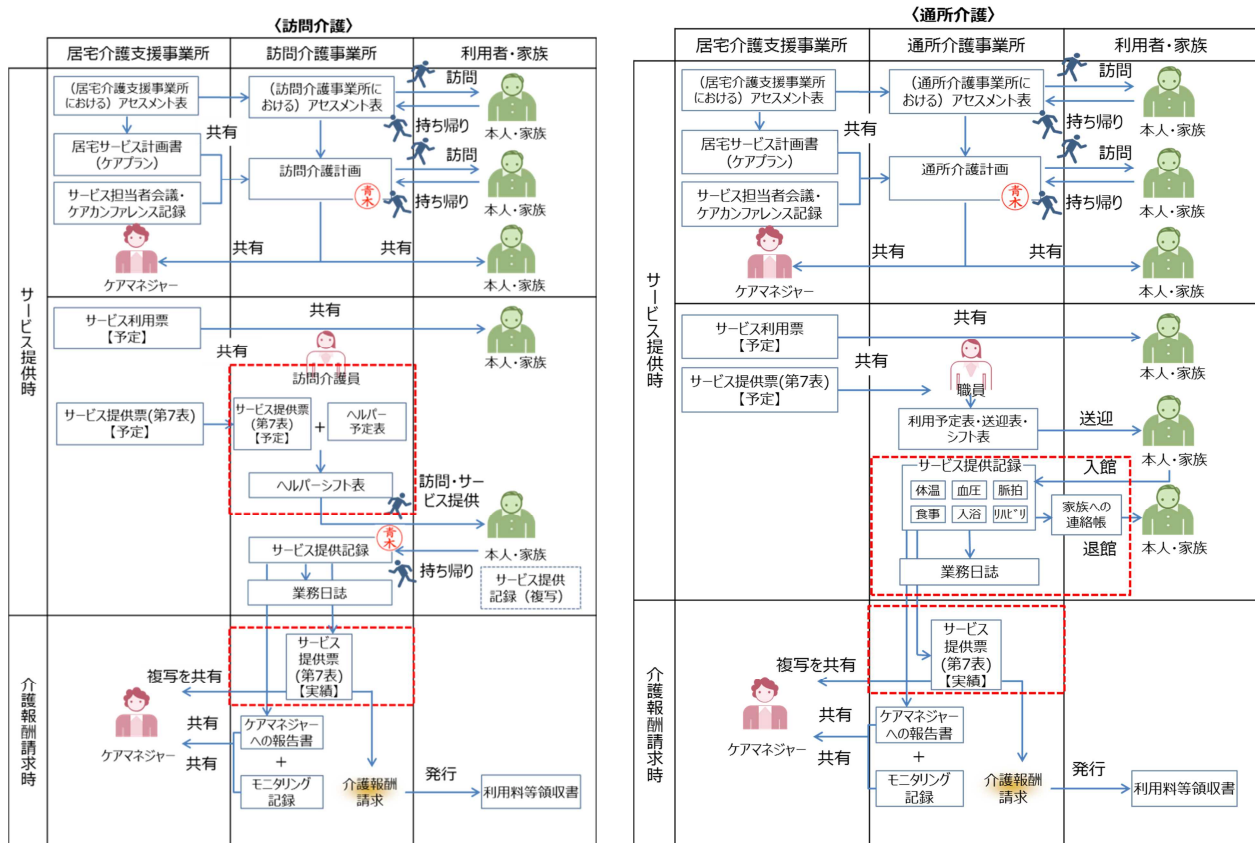 〈訪問介護〉
居宅介護支援事業所
訪問介護事業所
利用者・家族
サービス提供時
(居宅介護支援事業所
における)アセスメント表
(訪問介護事業所に
おける)アセスメント表
訪問
本人・家族
共有
持ち帰り
居宅サービス計画書
(ケアプラン)
訪問介護計画
青木
訪問
本人・家族
サービス担当者会議・
ケアカンファレンス記録
持ち帰り
共有
共有
ケアマネジャー
本人・家族
サービス利用票
【予定】
共有
本人・家族
共有
訪問介護員
サービス提供票(第7表)
【予定】
サービス提供票
(第7表)
【予定】
+
ヘルパー
予定表
ヘルパーシフト表
訪問・サー
ビス提供
本人・家族
サービス提供記録
青木
持ち帰り
サービス提供
記録(複写)
業務日誌
介護報酬請求時
サービス
提供票
(第7表)
【実績】
複写を共有
ケアマネジャー
共有
共有
ケアマネジャー
への報告書
+
モニタリング
記録
介護報酬
請求
発行
利用料等領収書
〈通所介護〉
居宅介護支援事業所
通所介護事業所
利用者・家族
サービス提供時
(居宅介護支援事業所
における)アセスメント表
(通所介護事業所に
おける)アセスメント表
訪問
本人・家族
共有
持ち帰り
居宅サービス計画書
(ケアプラン)
通所介護計画
青木
訪問
本人・家族
サービス担当者会議・
ケアカンファレンス記録
持ち帰り
共有
共有
ケアマネジャー
本人・家族
サービス利用票
【予定】
共有
本人・家族
共有
サービス提供票(第7表)
【予定】
職員
利用予定表・送迎表・
シフト表
送迎
本人・家族
サービス提供記録
体温
血圧
脈拍
食事
入浴
リハビリ
入館
家族への
連絡帳
退館
本人・家族
業務日誌
介護報酬請求時
サービス
提供票
(第7表)
【実績】
複写を共有
ケアマネジャー
共有
共有
ケアマネジャー
への報告書
+
モニタリング
記録
介護報酬
請求
発行
利用料等領収書